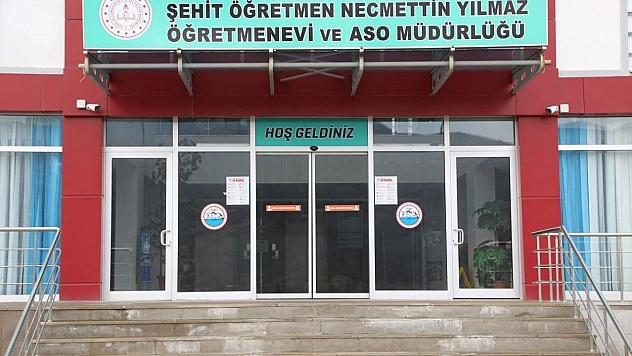 ŞEHİT ÖĞRETMEN NECMETTİN YILMAZ
ÖĞRETMENEVİ ve ASO MÜDÜRLÜĞÜ
HOŞ GELDİNİZ